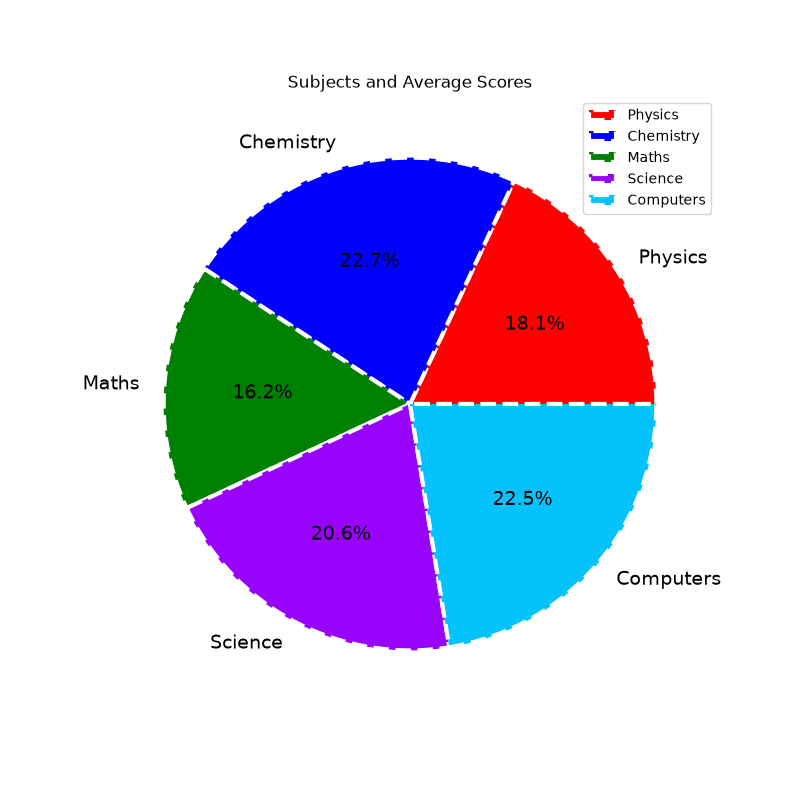 Subjects and Average Scores
Physics
Chemistry
Maths
Science
Computers
Chemistry
Physics
22.7%
18.1%
Maths
16.2%
22.5%
20.6%
Computers
Science